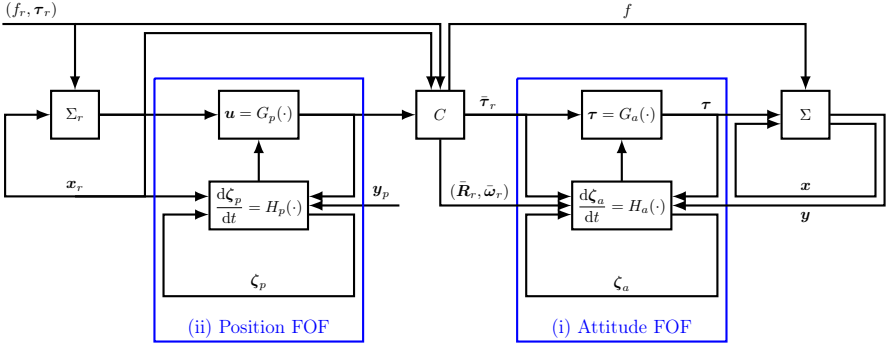 (f_r, τ_r)
f
Σ_r
u = G_p(·)
C
τ̄_r
τ = G_a(·)
τ
Σ
x_r
dζ_p/dt = H_p(·)
y_p
(R̄_r, ω̄_r)
dζ_a/dt = H_a(·)
x
y
ζ_p
ζ_a
(ii) Position FOF
(i) Attitude FOF